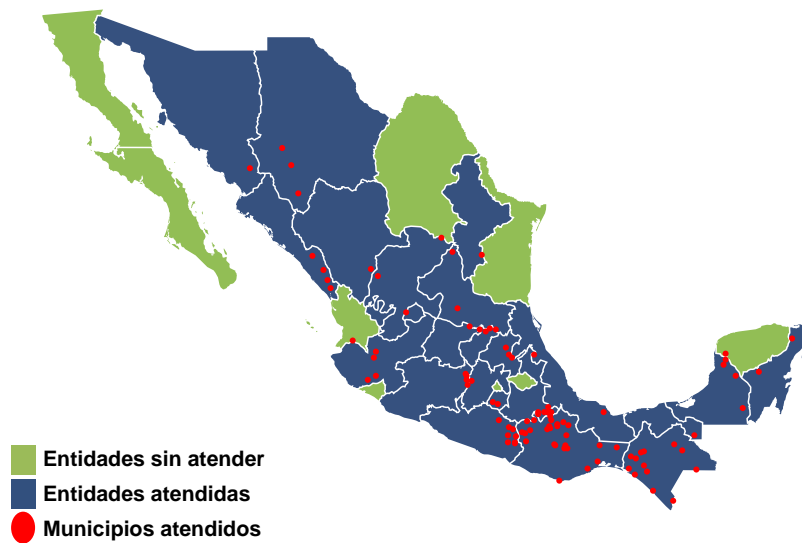 Entidades sin atender
Entidades atendidas
Municipios atendidos